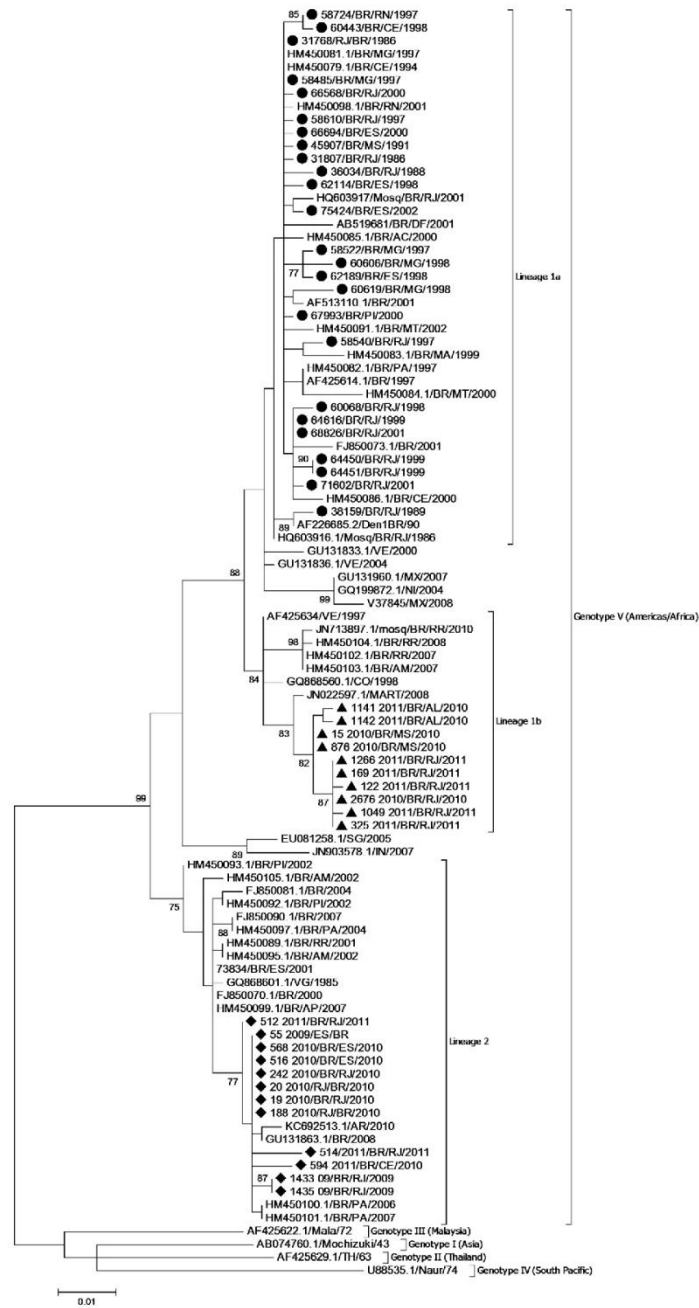 85
58724/BR/RN/1997
60443/BR/CE/1998
31768/RJ/BR/1986
HM450081.1/BR/MG/1997
HM450079.1/BR/CE/1994
58485/BR/MG/1997
66568/BR/RJ/2000
HM450098.1/BR/RN/2001
58610/BR/RJ/1997
66694/BR/ES/2000
45907/BR/MS/1991
31807/BR/RJ/1986
36034/BR/RJ/1988
62114/BR/ES/1998
HQ603917/Mosq/BR/RJ/2001
75424/BR/ES/2002
AB519681/BR/DF/2001
HM450085.1/BR/AC/2000
58522/BR/MG/1997
60606/BR/MG/1998
77
62189/BR/ES/1998
Lineage 1a
60619/BR/MG/1998
AF513110.1/BR/2001
67993/BR/PI/2000
HM450091.1/BR/MT/2002
58540/BR/RJ/1997
HM450083.1/BR/MA/1999
HM450082.1/BR/PA/1997
AF425614.1/BR/1997
HM450084.1/BR/MT/2000
60068/BR/RJ/1998
64616/BR/RJ/1999
68826/BR/RJ/2001
FJ850073.1/BR/2001
90
64450/BR/RJ/1999
64451/BR/RJ/1999
71602/BR/RJ/2001
HM450086.1/BR/CE/2000
38159/BR/RJ/1989
89
AF226685.2/Den1BR/90
HQ603916.1/Mosq/BR/RJ/1986
GU131833.1/VE/2000
GU131836.1/VE/2004
88
GU131960.1/MX/2007
GQ199872.1/NI/2004
99
V37845/MX/2008
AF425634/VE/1997
Genotype V (Americas/Africa)
JN713897.1/mosq/BR/RR/2010
98
HM450104.1/BR/RR/2008
HM450102.1/BR/RR/2007
HM450103.1/BR/AM/2007
84
GQ868560.1/CO/1998
JN022597.1/MART/2008
1141 2011/BR/AL/2010
1142 2011/BR/AL/2010
Lineage 1b
83
15 2010/BR/MS/2010
876 2010/BR/MS/2010
82
1266 2011/BR/RJ/2011
169 2011/BR/RJ/2011
122 2011/BR/RJ/2011
87
2676 2010/BR/RJ/2010
1049 2011/BR/RJ/2011
325 2011/BR/RJ/2011
99
EU081258.1/SG/2005
89
JN903578.1/IN/2007
HM450093.1/BR/PI/2002
HM450105.1/BR/AM/2002
FJ850081.1/BR/2004
75
HM450092.1/BR/PI/2002
FJ850090.1/BR/2007
88
HM450097.1/BR/PA/2004
HM450089.1/BR/RR/2001
HM450095.1/BR/AM/2002
73834/BR/ES/2001
GQ868601.1/VG/1985
FJ850070.1/BR/2000
HM450099.1/BR/AP/2007
512 2011/BR/RJ/2011
55 2009/ES/BR
Lineage 2
568 2010/BR/ES/2010
516 2010/BR/ES/2010
77
242 2010/BR/RJ/2010
20 2010/RJ/BR/2010
19 2010/BR/RJ/2010
188 2010/RJ/BR/2010
KC692513.1/AR/2010
GU131863.1/BR/2008
514/2011/BR/RJ/2011
594 2011/BR/CE/2010
87
1433 09/BR/RJ/2009
1435 09/BR/RJ/2009
HM450100.1/BR/PA/2006
HM450101.1/BR/PA/2007
AF425622.1/Mala/72 Genotype III (Malaysia)
AB074760.1/Mochizuki/43 Genotype I (Asia)
AF425629.1/TH/63 Genotype II (Thailand)
U88535.1/Naur/74 Genotype IV (South Pacific)
0.01